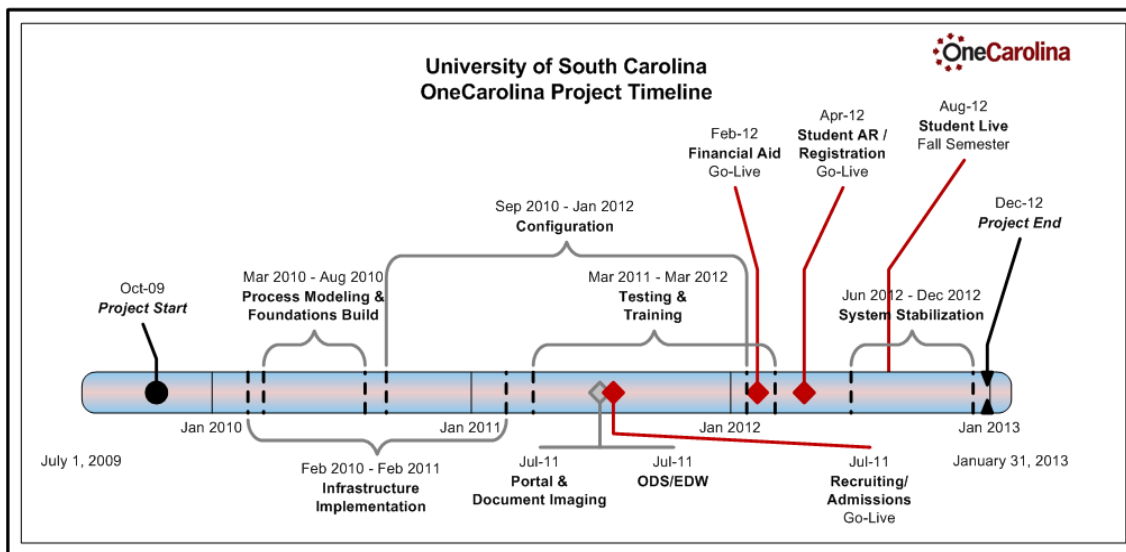 OneCarolina
University of South Carolina
OneCarolina Project Timeline
Oct-09
Project Start
Mar 2010 - Aug 2010
Process Modeling &
Foundations Build
Sep 2010 - Jan 2012
Configuration
Mar 2011 - Mar 2012
Testing &
Training
Feb-12
Financial Aid
Go-Live
Apr-12
Student AR /
Registration
Go-Live
Aug-12
Student Live
Fall Semester
Jun 2012 - Dec 2012
System Stabilization
Dec-12
Project End
Jan 2010
Jan 2011
Jan 2012
Jan 2013
July 1, 2009
January 31, 2013
Feb 2010 - Feb 2011
Infrastructure
Implementation
Jul-11
Portal &
Document Imaging
Jul-11
ODS/EDW
Jul-11
Recruiting/
Admissions
Go-Live